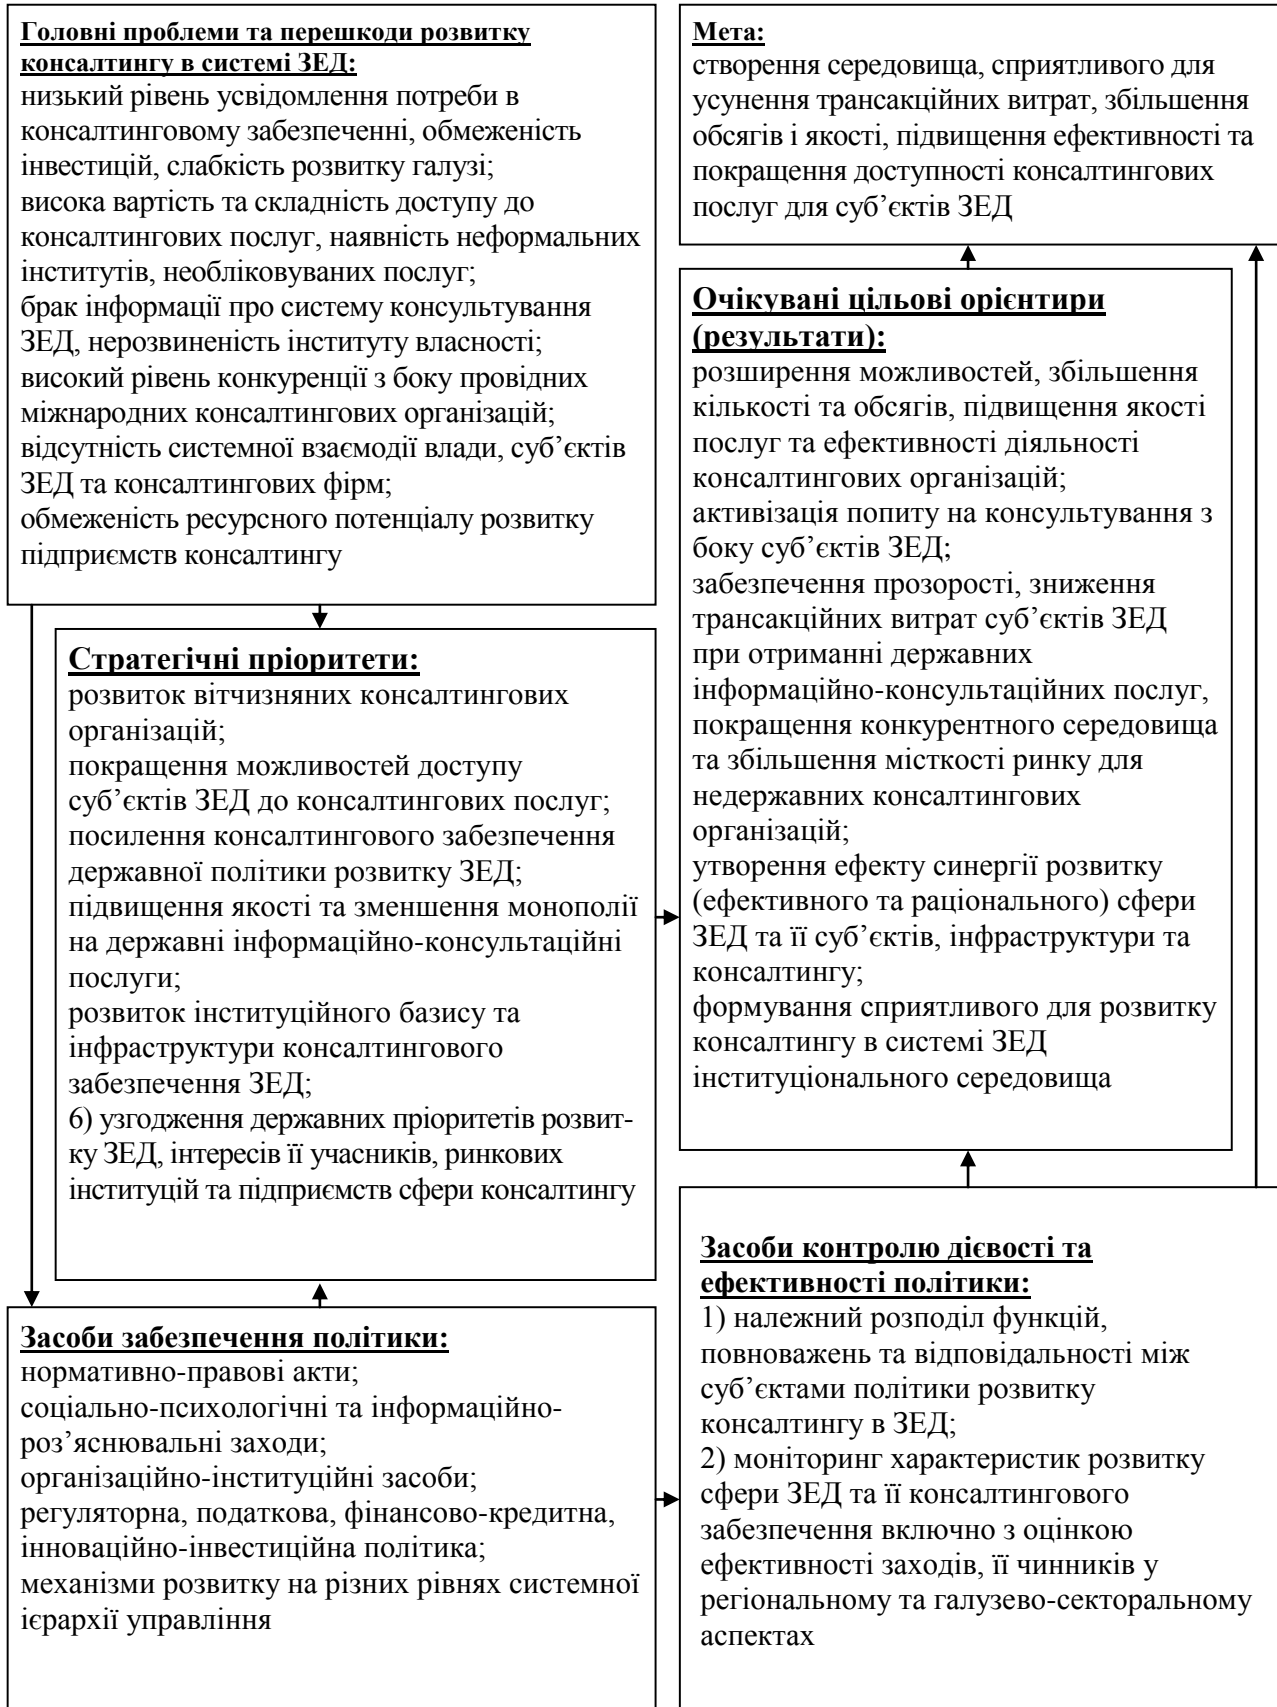 Головні проблеми та перешкоди розвитку
консалтингу в системі ЗЕД:
низький рівень усвідомлення потреби в
консалтинговому забезпеченні, обмеженість
інвестицій, слабкість розвитку галузі;
висока вартість та складність доступу до
консалтингових послуг, наявність неформальних
інститутів, необліковуваних послуг;
брак інформації про систему консультування
ЗЕД, нерозвиненість інституту власності;
високий рівень конкуренції з боку провідних
міжнародних консалтингових організацій;
відсутність системної взаємодії влади, суб’єктів
ЗЕД та консалтингових фірм;
обмеженість ресурсного потенціалу розвитку
підприємств консалтингу
Стратегічні пріоритети:
розвиток вітчизняних консалтингових
організацій;
покращення можливостей доступу
суб’єктів ЗЕД до консалтингових послуг;
посилення консалтингового забезпечення
державної політики розвитку ЗЕД;
підвищення якості та зменшення монополії
на державні інформаційно-консультаційні
послуги;
розвиток інституційного базису та
інфраструктури консалтингового
забезпечення ЗЕД;
6) узгодження державних пріоритетів розвит-
ку ЗЕД, інтересів її учасників, ринкових
інституцій та підприємств сфери консалтингу
Засоби забезпечення політики:
нормативно-правові акти;
соціально-психологічні та інформаційно-
роз’яснювальні заходи;
організаційно-інституційні засоби;
регуляторна, податкова, фінансово-кредитна,
інноваційно-інвестиційна політика;
механізми розвитку на різних рівнях системної
ієрархії управління
Мета:
створення середовища, сприятливого для
усунення трансакційних витрат, збільшення
обсягів і якості, підвищення ефективності та
покращення доступності консалтингових
послуг для суб’єктів ЗЕД
Очікувані цільові орієнтири
(результати):
розширення можливостей, збільшення
кількості та обсягів, підвищення якості
послуг та ефективності діяльності
консалтингових організацій;
активізація попиту на консультування з
боку суб’єктів ЗЕД;
забезпечення прозорості, зниження
трансакційних витрат суб’єктів ЗЕД
при отриманні державних
інформаційно-консультаційних послуг,
покращення конкурентного середовища
та збільшення місткості ринку для
недержавних консалтингових
організацій;
утворення ефекту синергії розвитку
(ефективного та раціонального) сфери
ЗЕД та її суб’єктів, інфраструктури та
консалтингу;
формування сприятливого для розвитку
консалтингу в системі ЗЕД
інституціонального середовища
Засоби контролю дієвості та
ефективності політики:
1) належний розподіл функцій,
повноважень та відповідальності між
суб’єктами політики розвитку
консалтингу в ЗЕД;
2) моніторинг характеристик розвитку
сфери ЗЕД та її консалтингового
забезпечення включно з оцінкою
ефективності заходів, її чинників у
регіональному та галузево-секторальному
аспектах